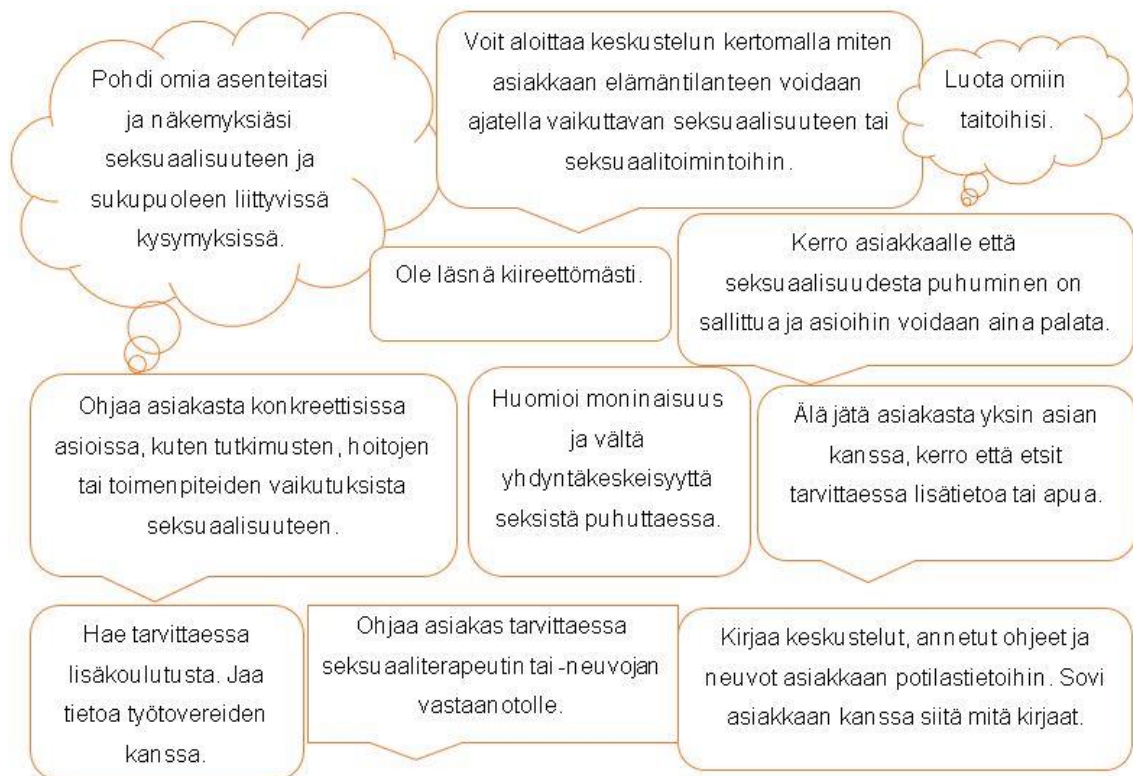 Pohdi omia asenteitasi
ja näkemyksiäsi
seksuaalisuuteen ja
sukupuoleen liittyvissä
kysymyksissä.
Voit aloittaa keskustelun kertomalla miten
asiakkaan elämäntilanteen voidaan
ajatella vaikuttavan seksuaalisuuteen tai
seksuaalitoimintoihin.
Luota omiin
taitoihisi.
Ole läsnä kiireettömästi.
Kerro asiakkaalle että
seksuaalisuudesta puhuminen on
sallittua ja asioihin voidaan aina palata.
Ohjaa asiakasta konkreettisissa
asioissa, kuten tutkimusten, hoitojen
tai toimenpiteiden vaikutuksista
seksuaalisuuteen.
Huomioi moninaisuus
ja vältä
yhdyntäkeskeisyyttä
seksistä puhuttaessa.
Älä jätä asiakasta yksin asian
kanssa, kerro että etsit
tarvittaessa lisätietoa tai apua.
Hae tarvittaessa
lisäkoulutusta. Jaa
tietoa työtovereiden
kanssa.
Ohjaa asiakas tarvittaessa
seksuaaliterapeutin tai -neuvojan
vastaanotolle.
Kirjaa keskustelut, annetut ohjeet ja
neuvot asiakkaan potilastietoihin. Sovi
asiakkaan kanssa siitä mitä kirjaat.